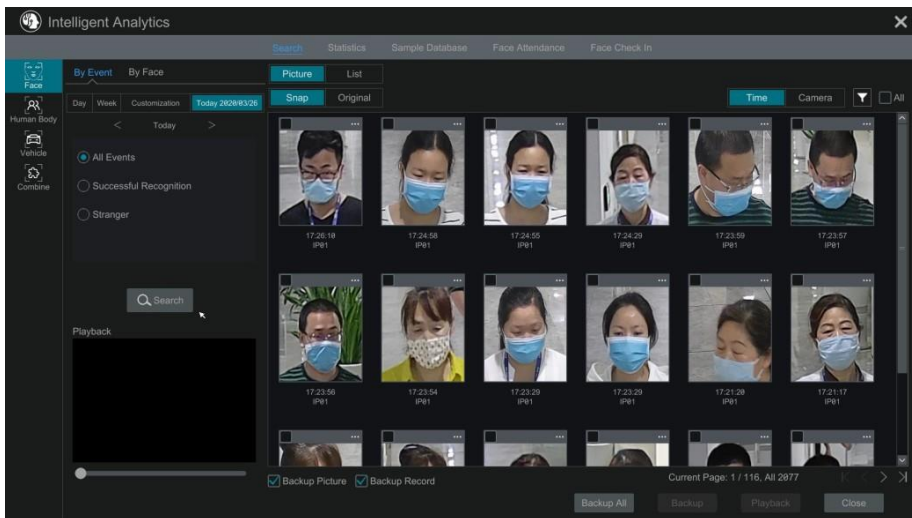 Intelligent Analytics
Search Statistics Sample Database Face Attendance Face Check In
Face
Human Body
Vehicle
Combine
By Event By Face
Day Week Customization Today 2020/03/26
< Today >
All Events
Successful Recognition
Stranger
Search
Playback
Picture List
Snap Original
Time Camera All
17:26:10 17:24:58 17:24:55 17:24:29 17:23:59 17:23:57
IP01 IP01 IP01 IP01 IP01 IP01
17:23:56 17:23:54 17:23:29 17:23:29 17:21:20 17:21:17
IP01 IP01 IP01 IP01 IP01 IP01
Backup Picture Backup Record
Current Page: 1 / 116, All 2077
Backup All Backup Playback Close